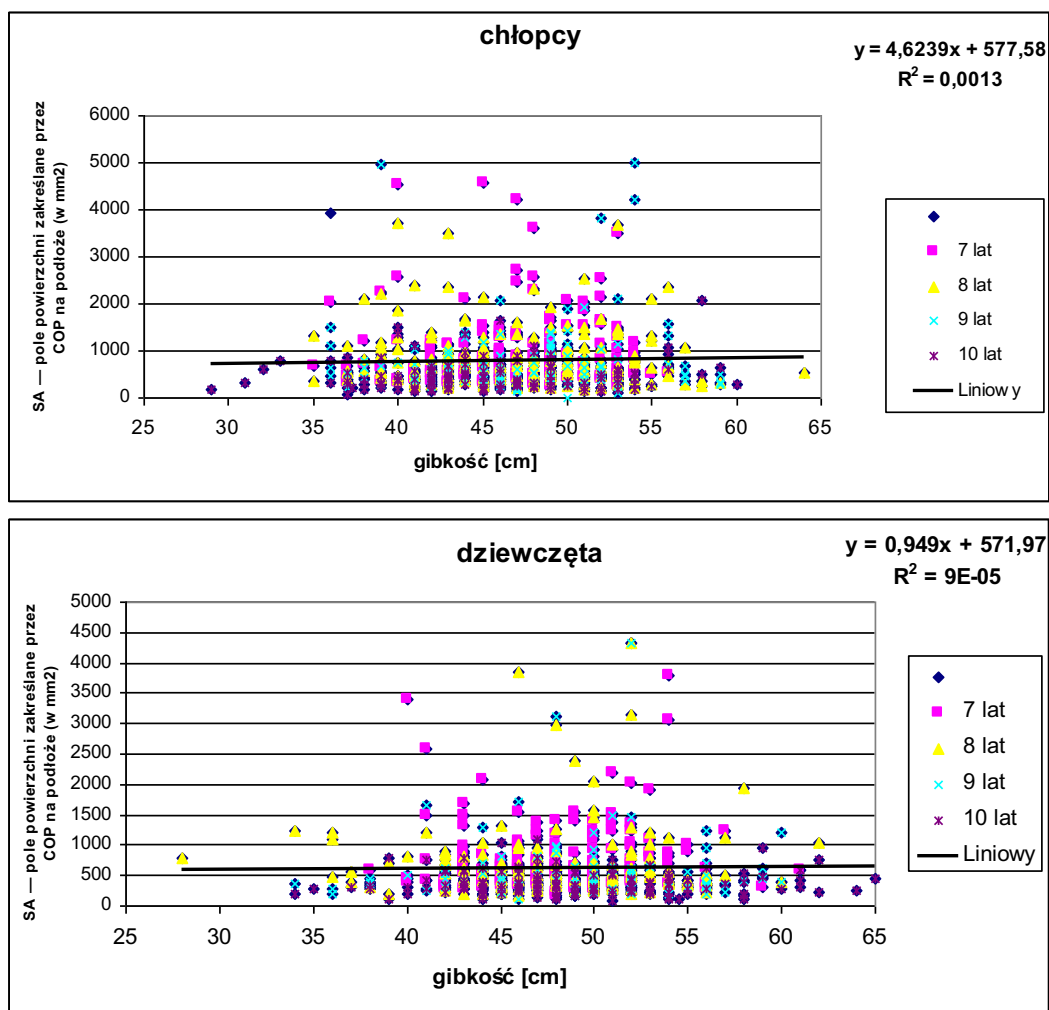 chłopcy
y = 4,6239x + 577,58
R² = 0,0013
SA — pole powierzchni zakreślane przez
COP na podłoże (w mm2)
6000
5000
4000
3000
2000
1000
0
25 30 35 40 45 50 55 60 65
gibkość [cm]
7 lat
8 lat
9 lat
10 lat
Liniowy
dziewczęta
y = 0,949x + 571,97
R² = 9E-05
SA — pole powierzchni zakreślane przez
COP na podłoże (w mm2)
5000
4500
4000
3500
3000
2500
2000
1500
1000
500
0
25 30 35 40 45 50 55 60 65
gibkość [cm]
7 lat
8 lat
9 lat
10 lat
Liniowy